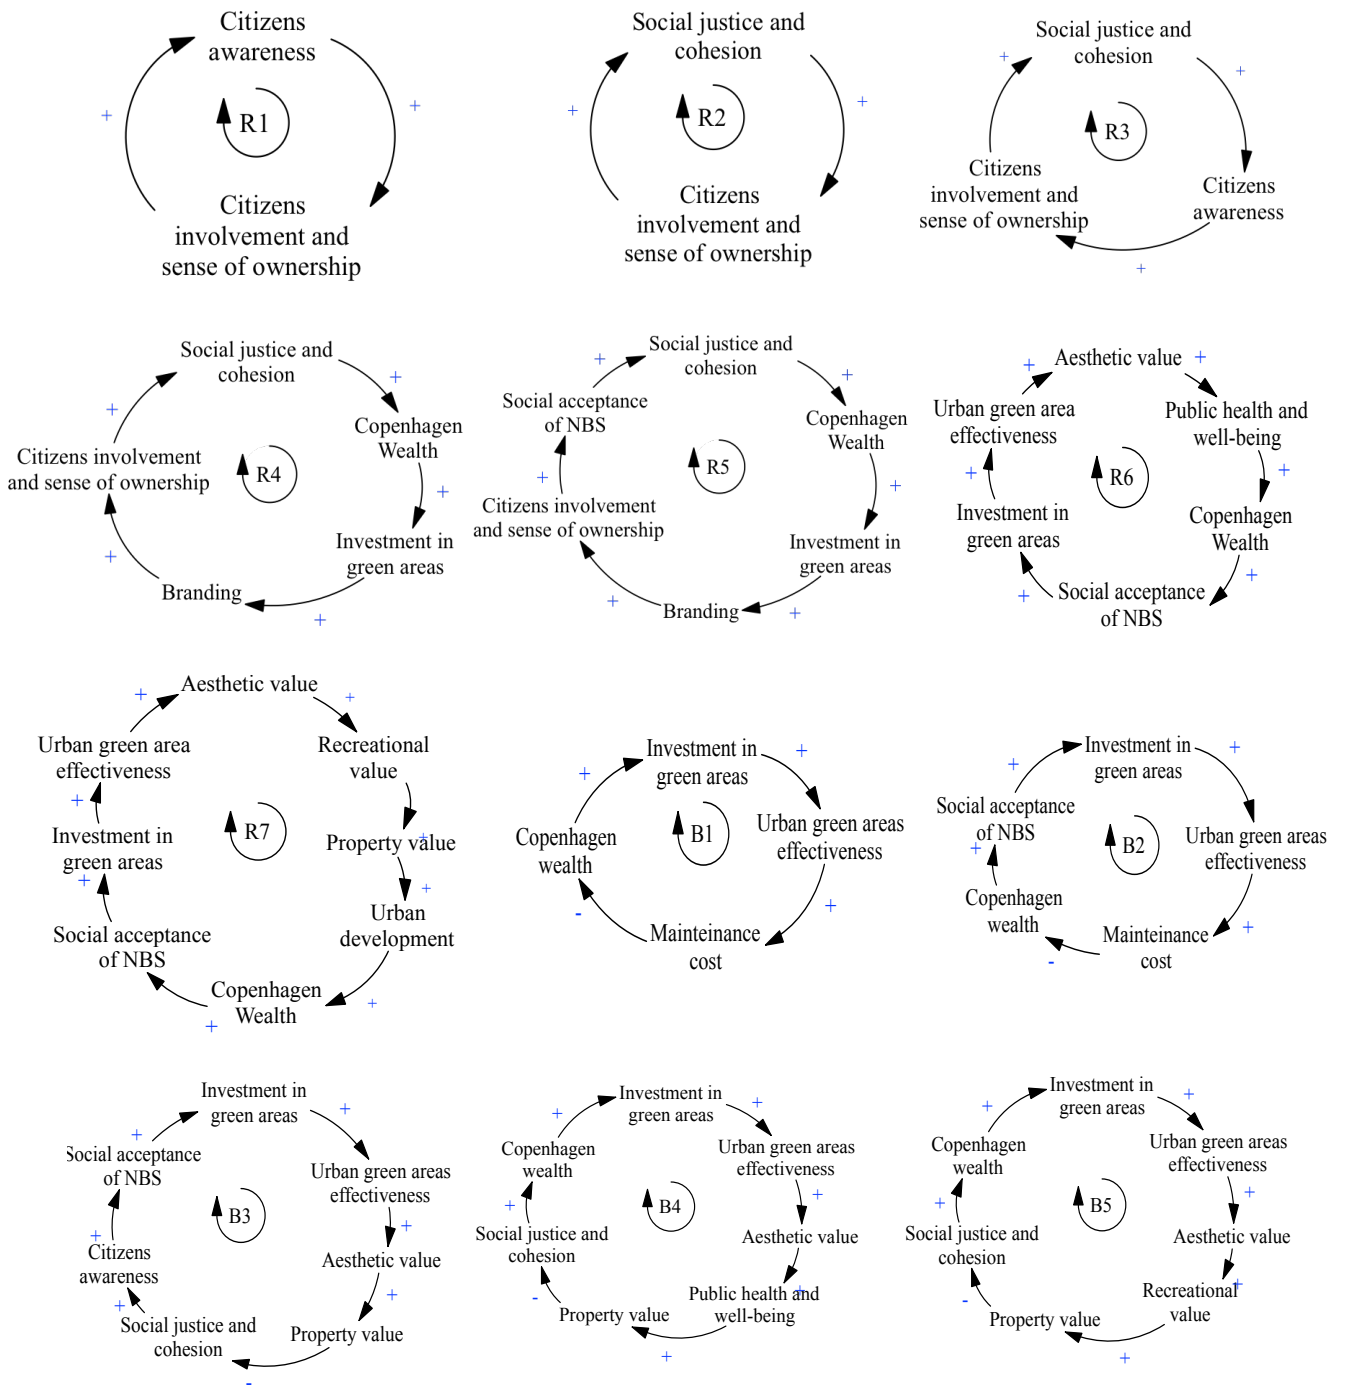 Citizens
awareness
+
+
R1
Citizens
involvement and
sense of ownership
Social justice and
cohesion
+
+
R2
Citizens
involvement and
sense of ownership
Social justice and
cohesion
+
+
R3
Citizens
involvement and
sense of ownership
Citizens
awareness
+
Social justice and
cohesion
+
+
Copenhagen
Wealth
Citizens involvement
and sense of ownership
R4
+
Investment in
green areas
+
Branding
+
Social justice and
cohesion
+
+
Social acceptance
of NBS
Copenhagen
Wealth
R5
+
+
Citizens involvement
and sense of ownership
Investment in
green areas
+
Branding
+
Aesthetic value
+
+
Urban green area
effectiveness
Public health and
well-being
+
R6
+
Investment in
green areas
Copenhagen
Wealth
+
+
Social acceptance
of NBS
Aesthetic value
+
+
Urban green area
effectiveness
Recreational
value
+
R7
+
Investment in
green areas
Property value
+
+
Urban
development
Social acceptance
of NBS
Copenhagen
Wealth
+
+
Investment in
green areas
+
+
Copenhagen
wealth
B1
Urban green areas
effectiveness
-
+
Mainteinance
cost
Investment in
green areas
+
+
Social acceptance
of NBS
+
B2
Urban green areas
effectiveness
Copenhagen
wealth
+
-
Mainteinance
cost
Investment in
green areas
+
+
Social acceptance
of NBS
Urban green areas
effectiveness
B3
+
+
Citizens
awareness
Aesthetic value
+
+
Social justice and
cohesion
Property value
-
Investment in
green areas
+
+
Copenhagen
wealth
Urban green areas
effectiveness
B4
+
+
Social justice and
cohesion
Aesthetic value
+
-
Public health and
well-being
Property value
+
Investment in
green areas
+
+
Copenhagen
wealth
Urban green areas
effectiveness
B5
+
+
Social justice and
cohesion
Aesthetic value
+
-
Recreational
value
Property value
+